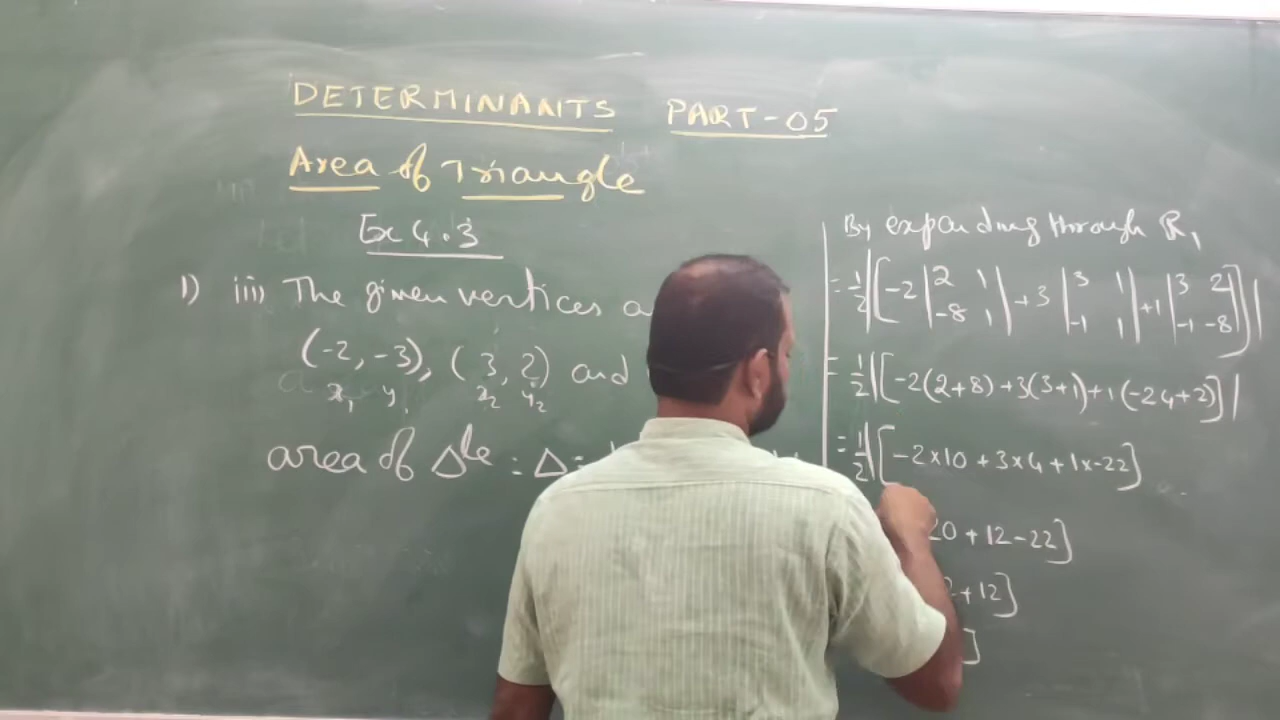 DETERMINANTS PART-05
Area of Triangle
Ex 4.3
1) iii) The given vertices a
(-2, -3), (3, 2) and
x₁ y₁ x₂ y₂
area of Δle = Δ =
By expanding through R₁
= 1/2 |[-2 |2 1 -8 1| +3 |3 1 -1 1| +1 |3 2 -1 -8|]|
= 1/2 |[-2(2+8) +3(3+1)+1(-24+2)]|
= 1/2 |[-2×10 +3×4 +1×-22]
20 +12-22]
+12]
]